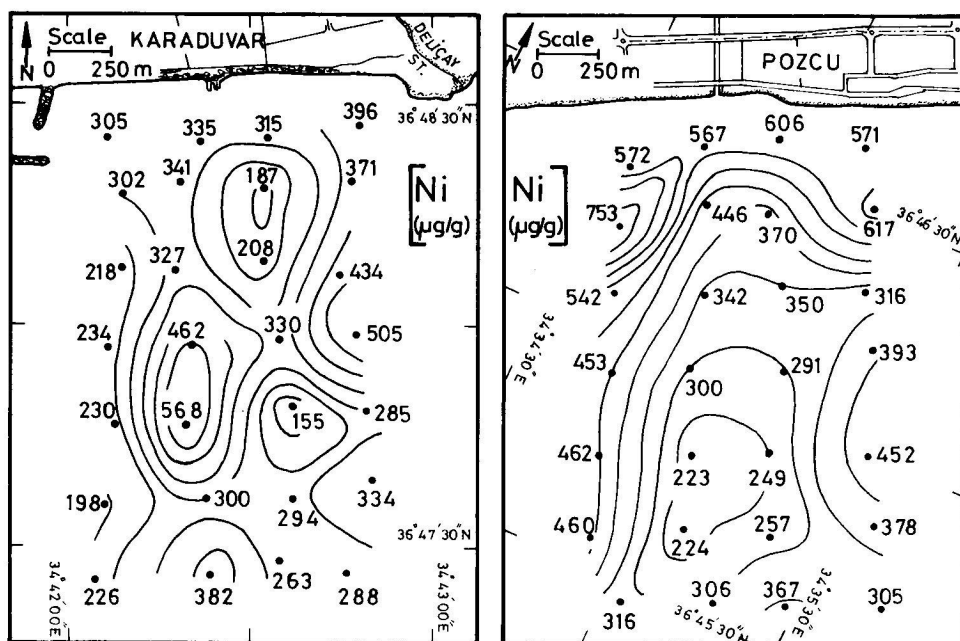 Scale
0 250 m
N
KARADUVAR
DELİÇAY
ST.
36° 48' 30" N
305
335
315
396
302
341
187
371
[Ni
(µg/g)]
218
327
208
434
234
462
330
505
230
568
155
285
198
300
294
334
36° 47' 30" N
226
382
263
288
34° 42' 00" E
34° 43' 00" E
Scale
0 250 m
N
POZCU
572
567
606
571
[Ni
(µg/g)]
753
446
370
617
36° 46' 30" N
542
342
350
316
34° 34' 30" E
453
300
291
393
462
223
249
452
460
224
257
378
316
306
367
305
36° 45' 30" N
34° 35' 30" E